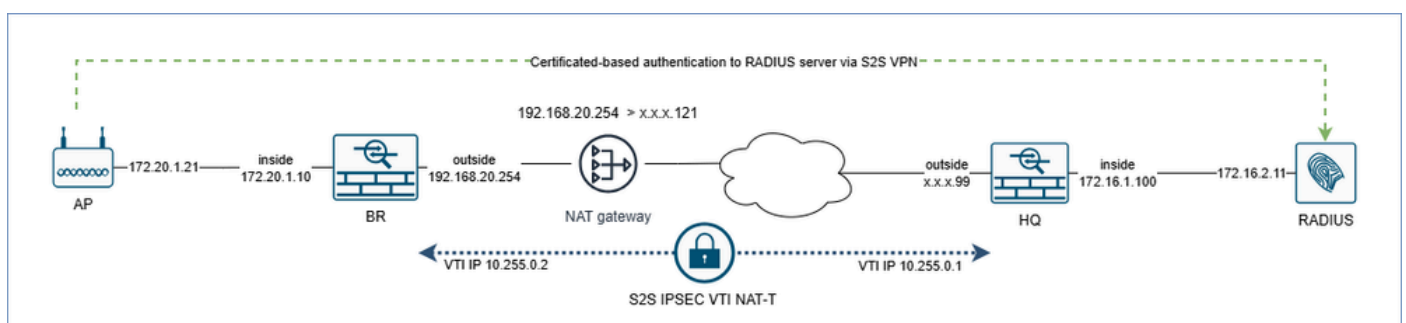 Certificated-based authentication to RADIUS server via S2S VPN
192.168.20.254 > x.x.x.121
172.20.1.21
inside
172.20.1.10
outside
192.168.20.254
outside
x.x.x.99
inside
172.16.1.100
172.16.2.11
AP
BR
NAT gateway
HQ
RADIUS
VTI IP 10.255.0.2
VTI IP 10.255.0.1
S2S IPSEC VTI NAT-T